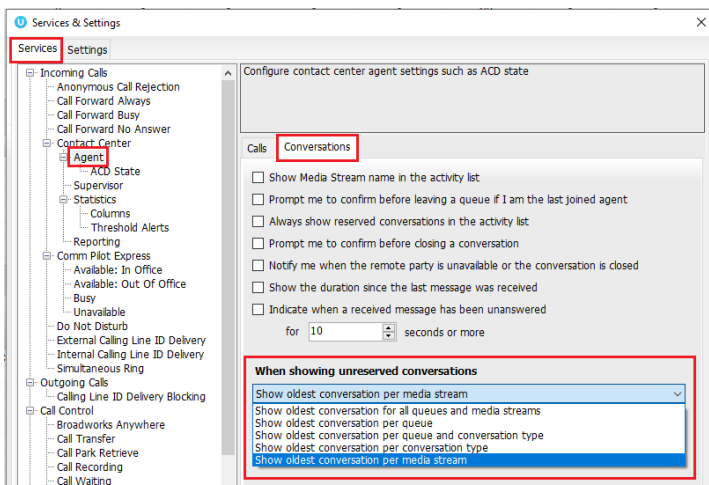 Services & Settings
Services Settings
Incoming Calls
Anonymous Call Rejection
Call Forward Always
Call Forward Busy
Call Forward No Answer
Contact Center
Agent
ACD State
Supervisor
Statistics
Columns
Threshold Alerts
Reporting
Comm Pilot Express
Available: In Office
Available: Out Of Office
Busy
Unavailable
Do Not Disturb
External Calling Line ID Delivery
Internal Calling Line ID Delivery
Simultaneous Ring
Outgoing Calls
Calling Line ID Delivery Blocking
Call Control
Broadworks Anywhere
Call Transfer
Call Park Retrieve
Call Recording
Call Waiting
Configure contact center agent settings such as ACD state
Calls Conversations
Show Media Stream name in the activity list
Prompt me to confirm before leaving a queue if I am the last joined agent
Always show reserved conversations in the activity list
Prompt me to confirm before closing a conversation
Notify me when the remote party is unavailable or the conversation is closed
Show the duration since the last message was received
Indicate when a received message has been unanswered
for 10 seconds or more
When showing unreserved conversations
Show oldest conversation per media stream
Show oldest conversation for all queues and media streams
Show oldest conversation per queue
Show oldest conversation per queue and conversation type
Show oldest conversation per conversation type
Show oldest conversation per media stream